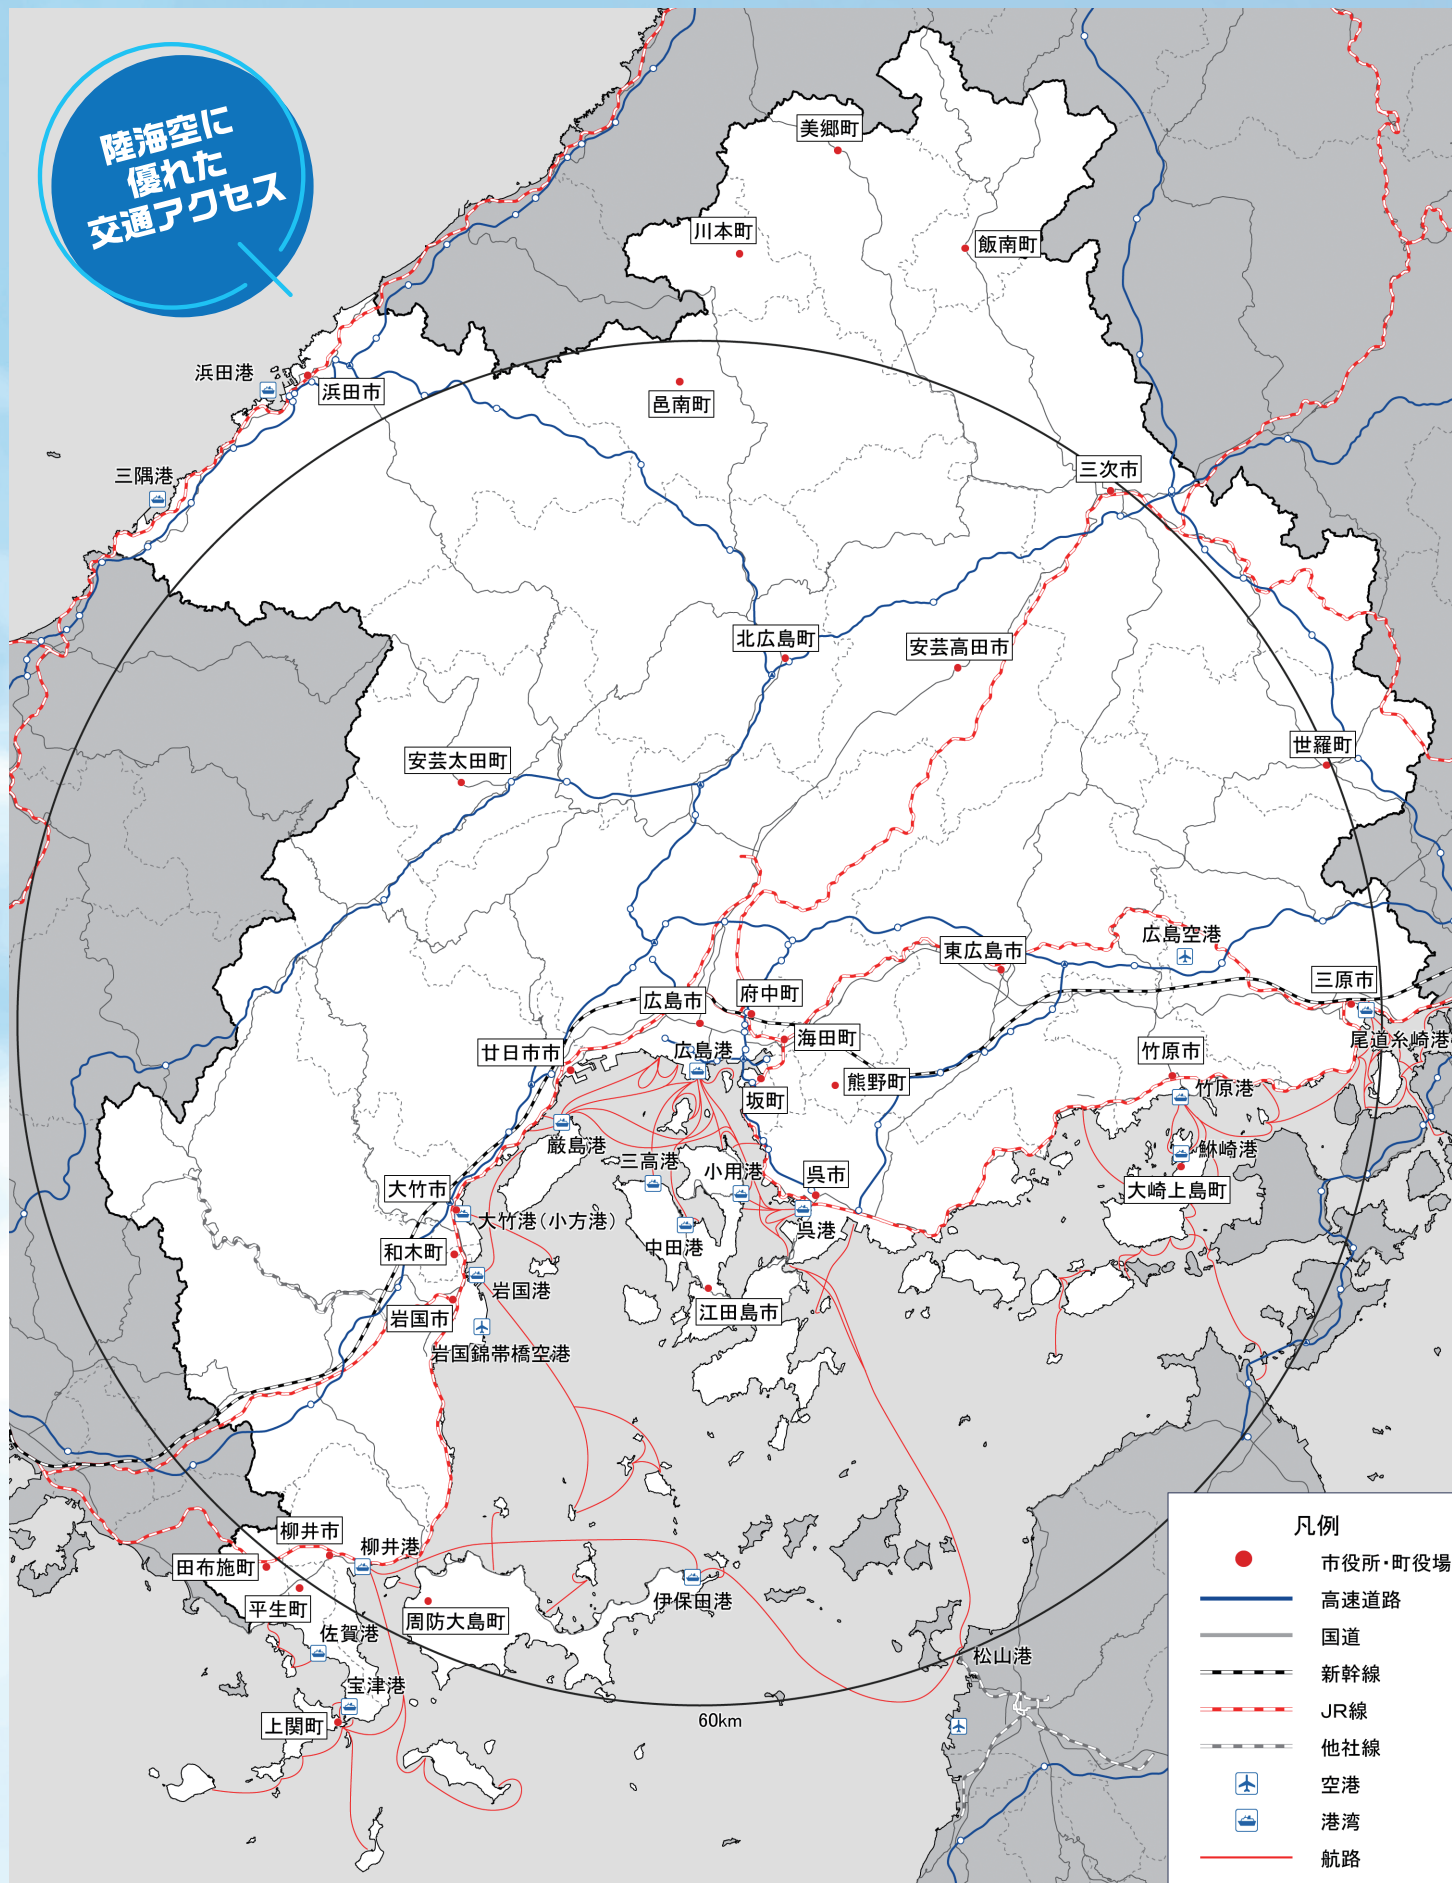 陸海空に
優れた
交通アクセス
美郷町
川本町
飯南町
浜田港
浜田市
邑南町
三隅港
三次市
北広島町
安芸高田市
世羅町
安芸太田町
広島空港
東広島市
三原市
広島市
府中町
尾道糸崎港
海田町
廿日市市
広島港
竹原市
熊野町
坂町
竹原港
厳島港
鮴崎港
三高港
小用港
呉市
大竹市
大崎上島町
大竹港(小方港)
呉港
中田港
和木町
岩国港
江田島市
岩国市
岩国錦帯橋空港
柳井市
柳井港
田布施町
伊保田港
平生町
周防大島町
佐賀港
松山港
宝津港
上関町
60km
凡例
市役所・町役場
高速道路
国道
新幹線
JR線
他社線
空港
港湾
航路